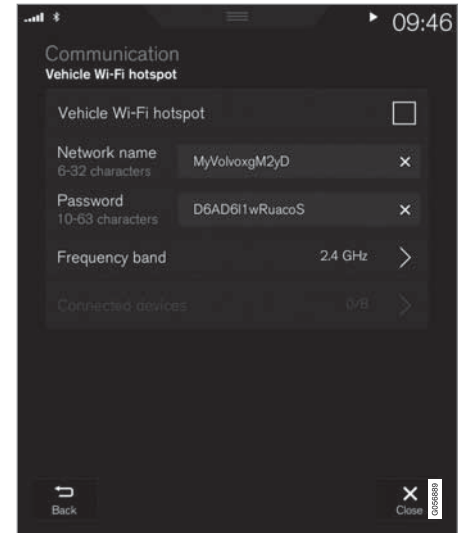 09:46
Communication
Vehicle Wi-Fi hotspot
Vehicle Wi-Fi hotspot
Network name
6-32 characters
MyVolvoxgM2yD
Password
10-63 characters
D6AD6I1wRuacoS
Frequency band 2.4 GHz
Connected devices 0/8
Back
Close
G056889